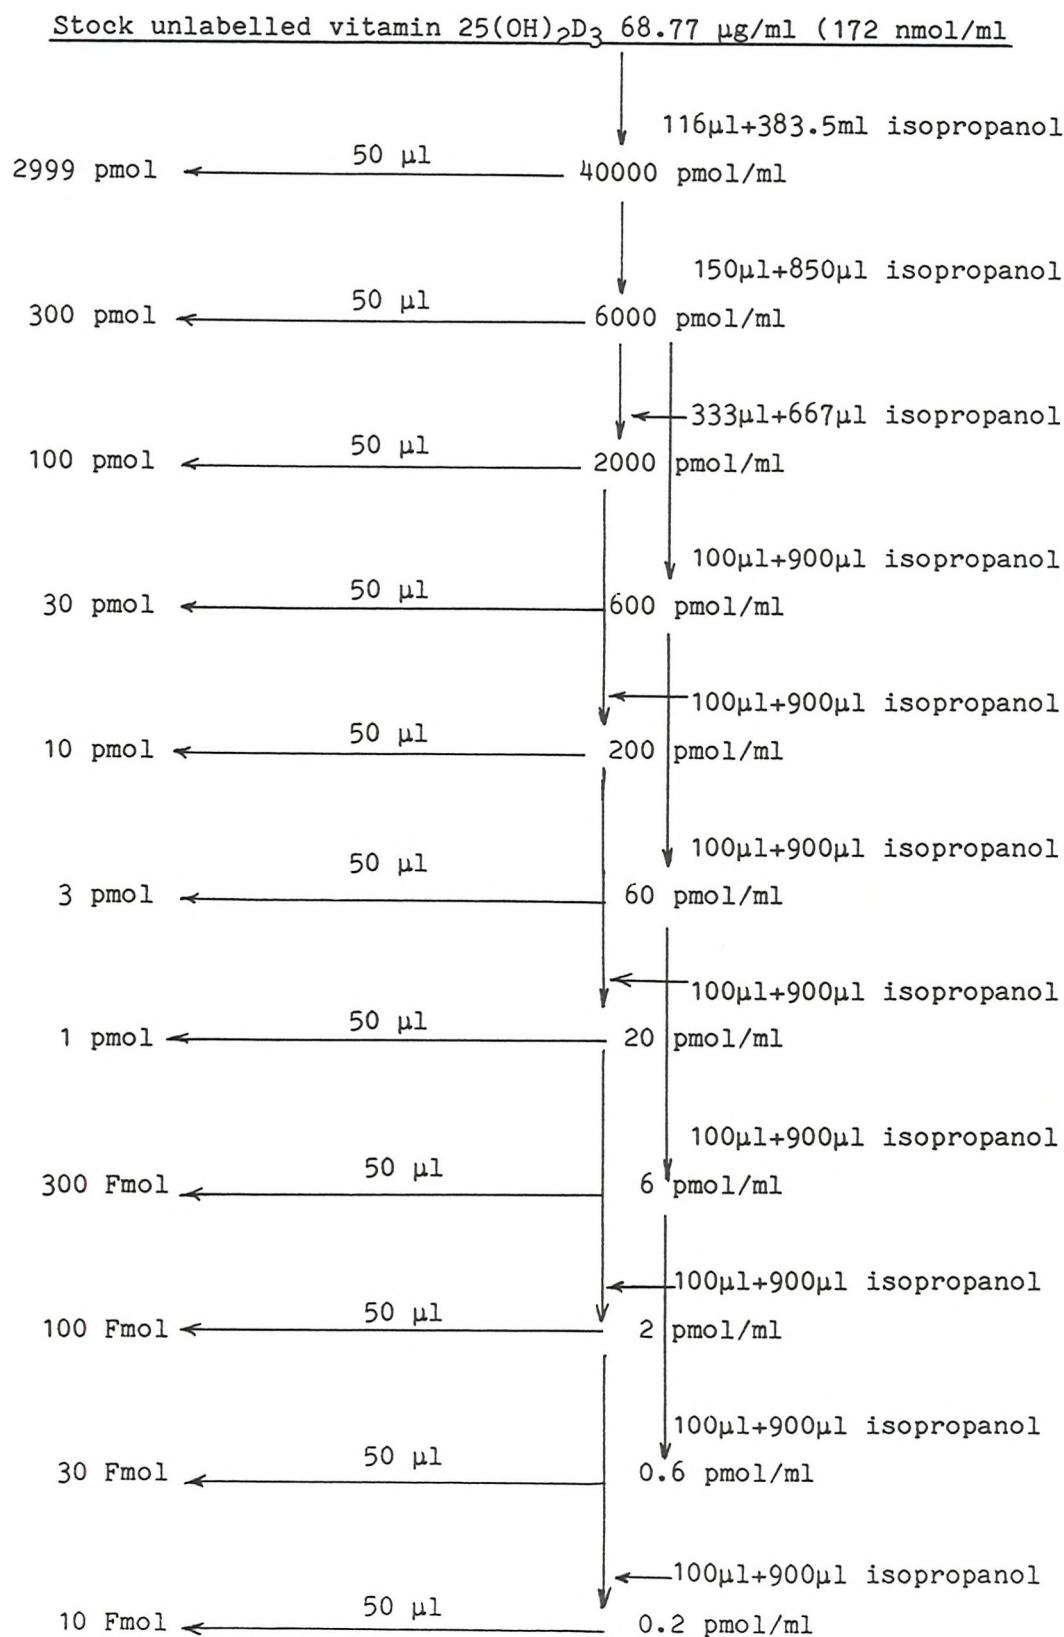 Stock unlabelled vitamin 25(OH)2D3 68.77 µg/ml (172 nmol/ml
116µl+383.5ml isopropanol
2999 pmol 50 µl 40000 pmol/ml
150µl+850µl isopropanol
300 pmol 50 µl 6000 pmol/ml
333µl+667µl isopropanol
100 pmol 50 µl 2000 pmol/ml
100µl+900µl isopropanol
30 pmol 50 µl 600 pmol/ml
100µl+900µl isopropanol
10 pmol 50 µl 200 pmol/ml
100µl+900µl isopropanol
3 pmol 50 µl 60 pmol/ml
100µl+900µl isopropanol
1 pmol 50 µl 20 pmol/ml
100µl+900µl isopropanol
300 Fmol 50 µl 6 pmol/ml
100µl+900µl isopropanol
100 Fmol 50 µl 2 pmol/ml
100µl+900µl isopropanol
30 Fmol 50 µl 0.6 pmol/ml
100µl+900µl isopropanol
10 Fmol 50 µl 0.2 pmol/ml